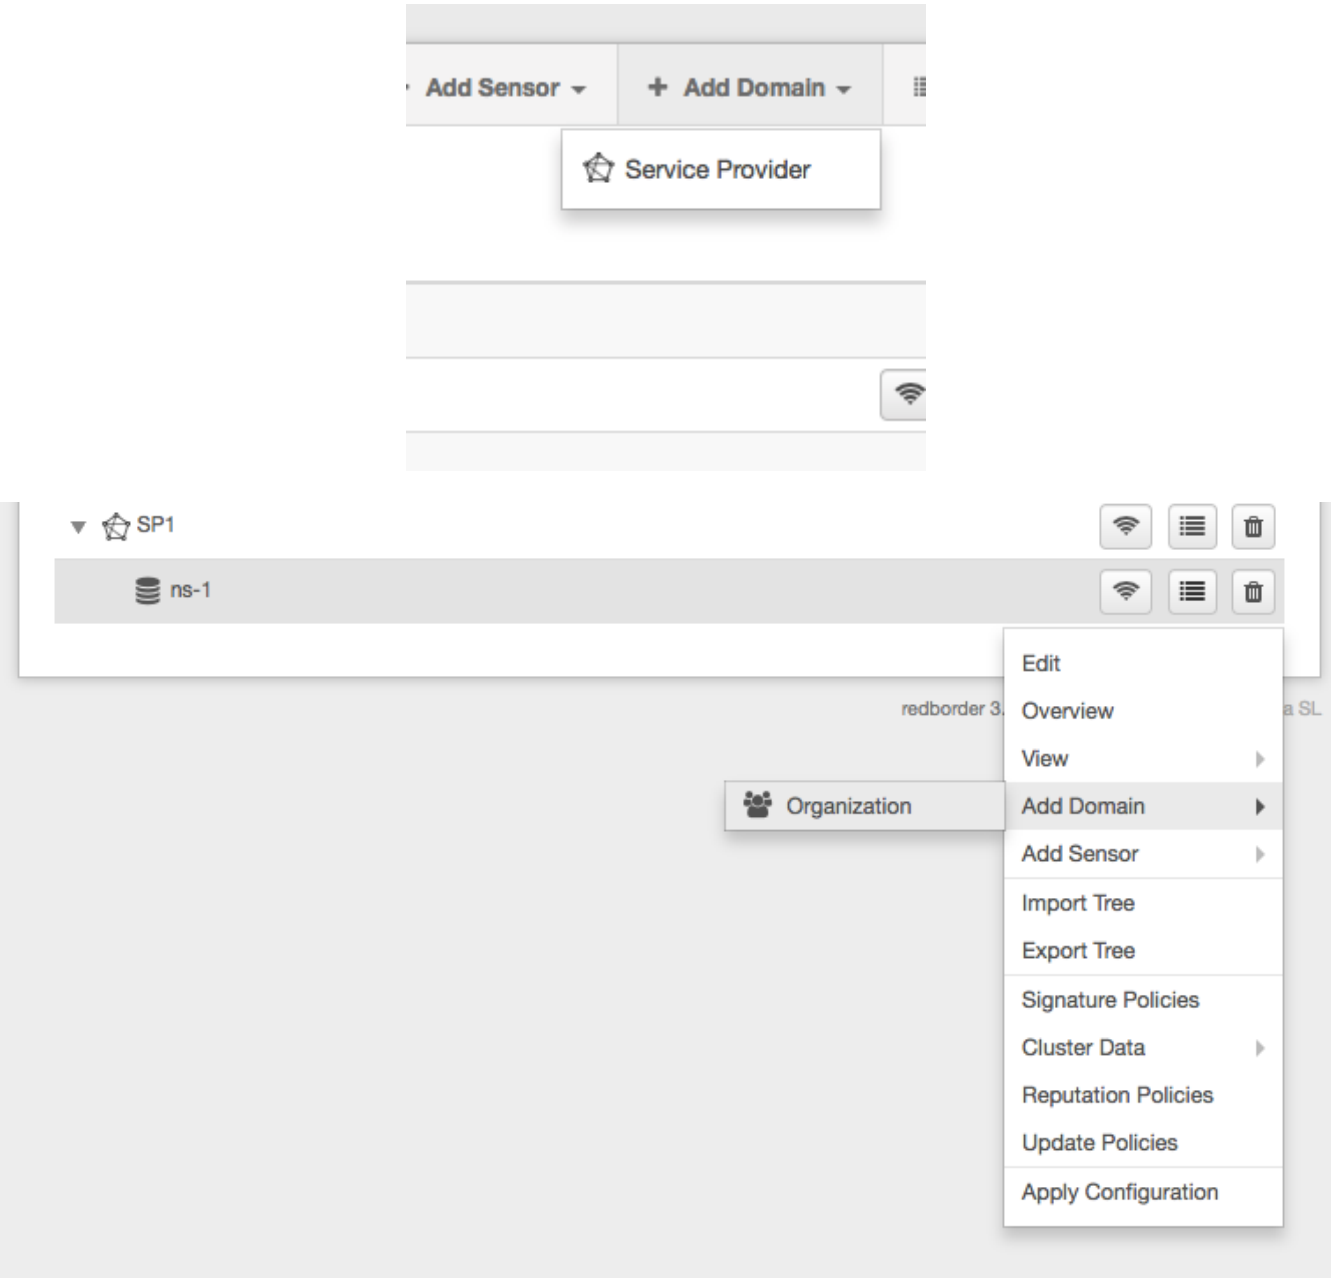 Add Sensor
+ Add Domain
Service Provider
SP1
ns-1
Edit
redborder 3.
Overview
a SL
View
Organization
Add Domain
Add Sensor
Import Tree
Export Tree
Signature Policies
Cluster Data
Reputation Policies
Update Policies
Apply Configuration